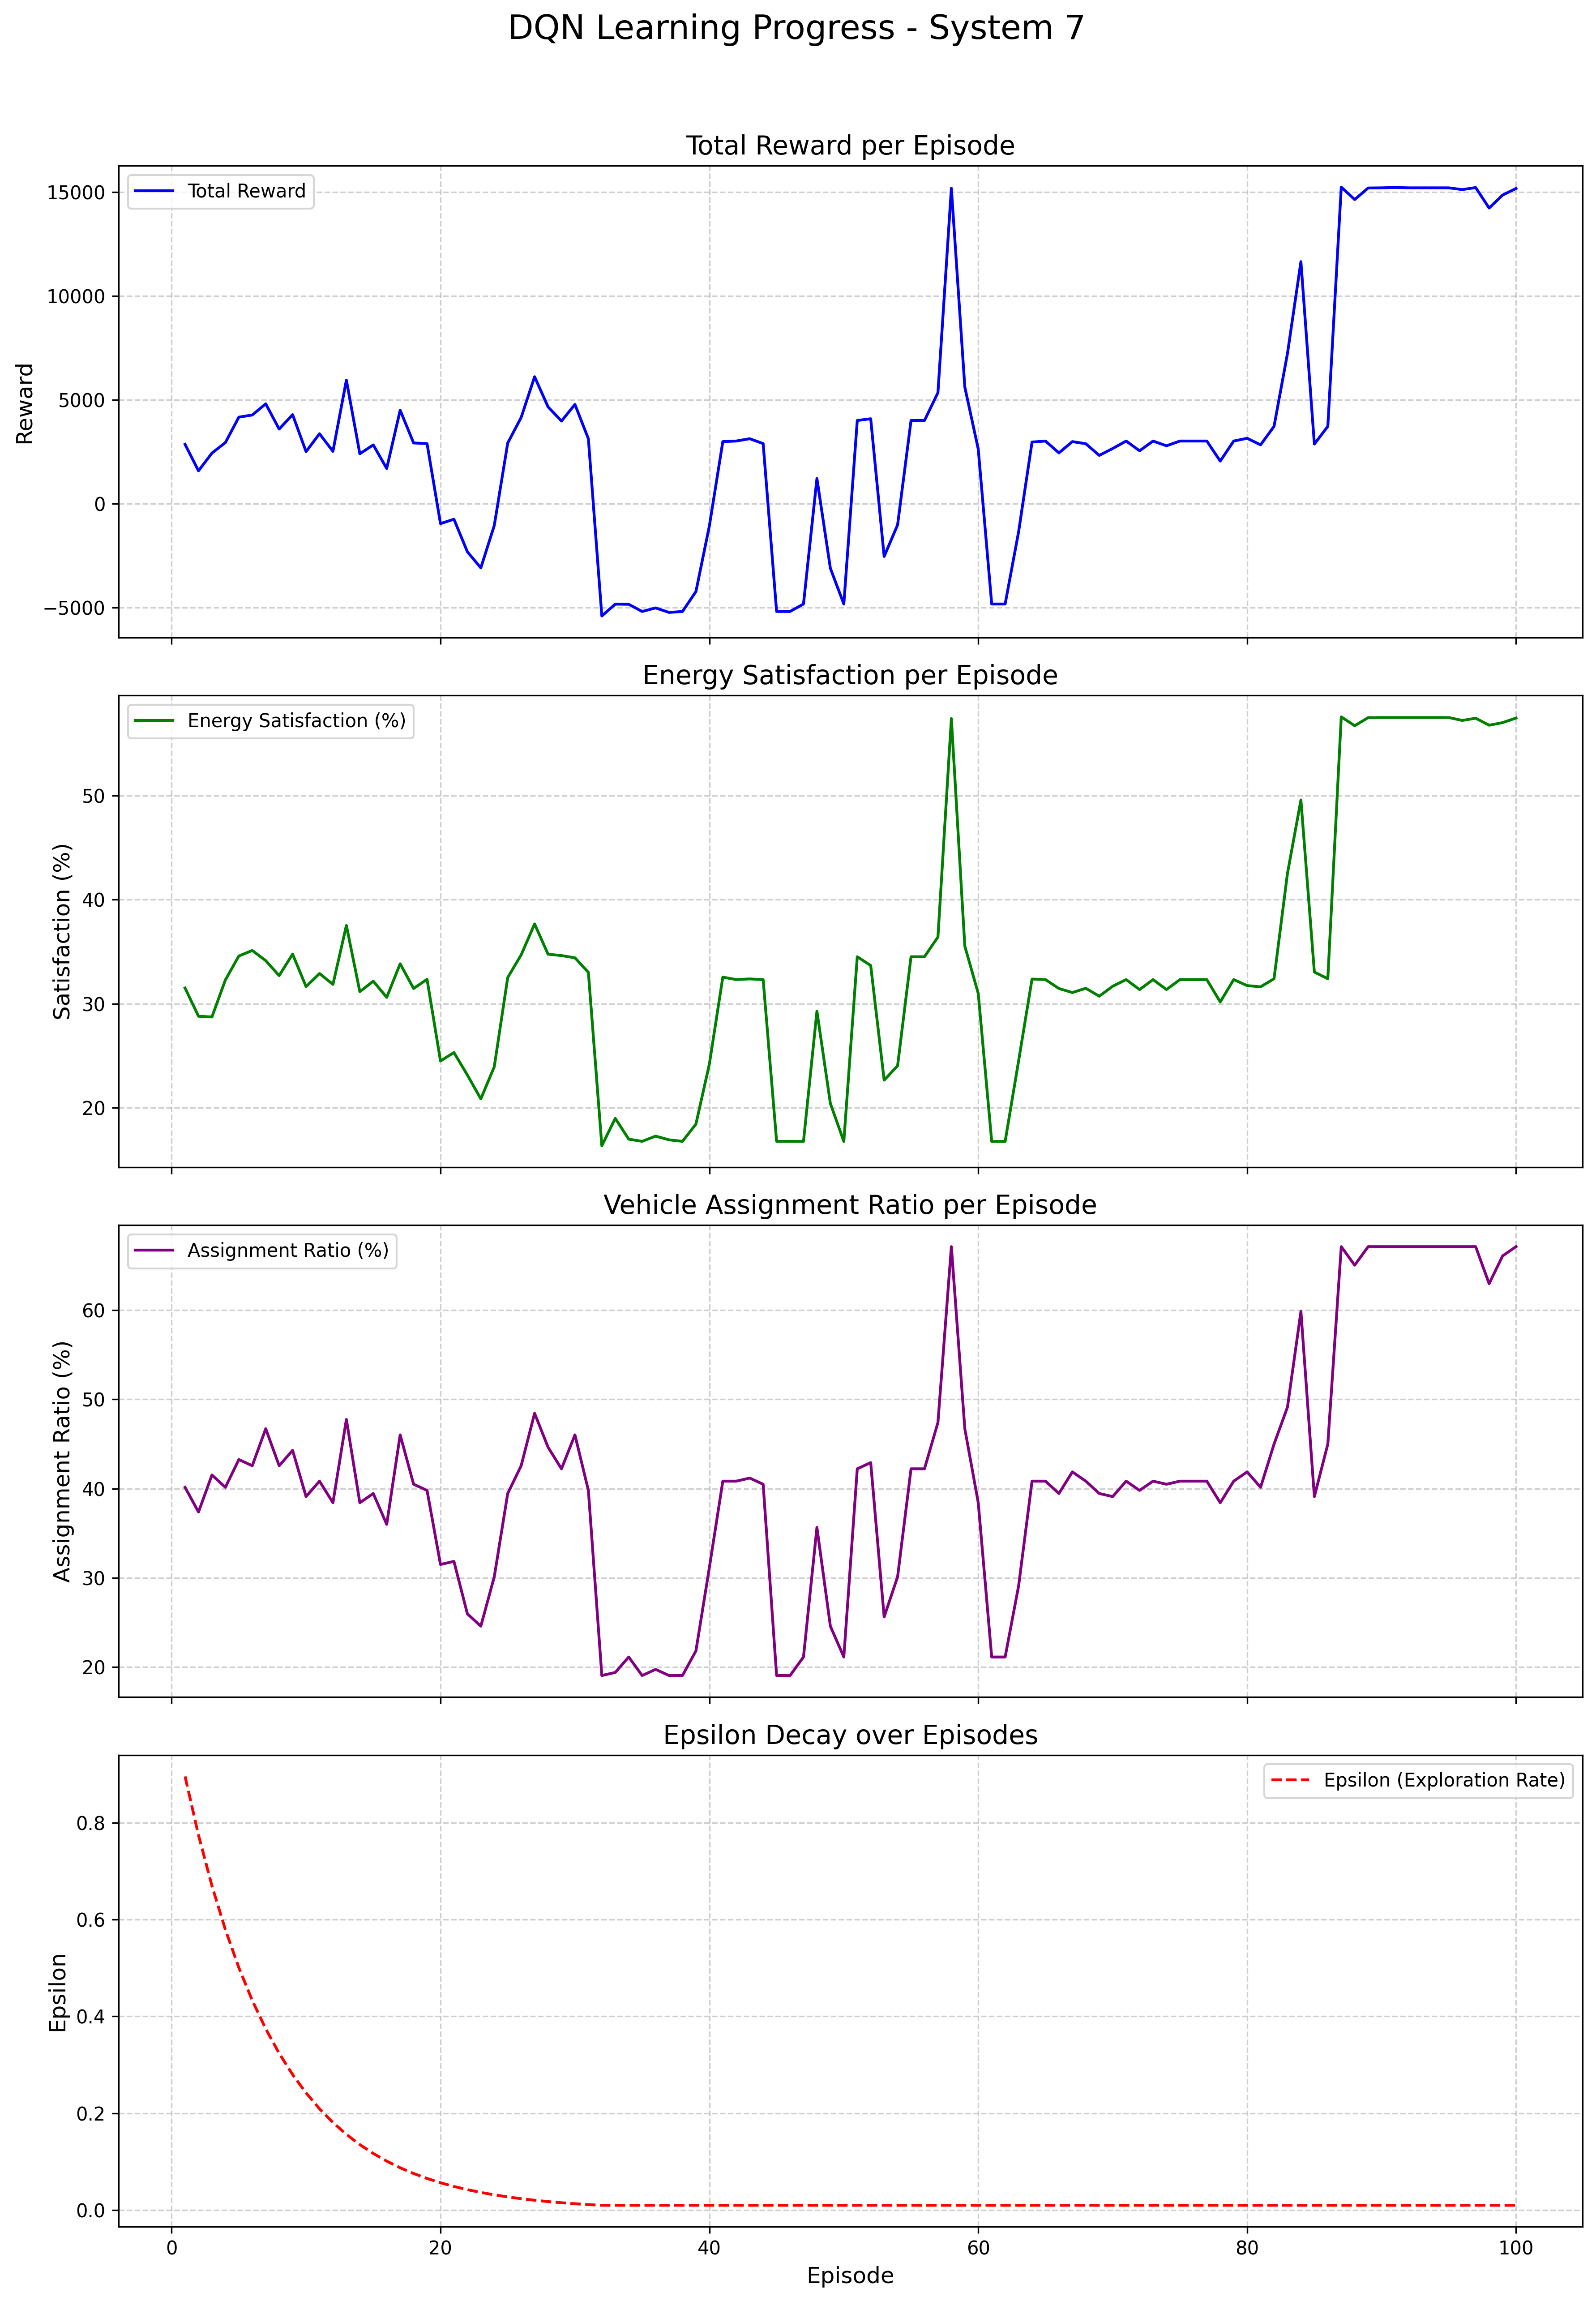 DQN Learning Progress - System 7
Total Reward per Episode
Total Reward
15000
10000
5000
0
−5000
Reward
Energy Satisfaction per Episode
Energy Satisfaction (%)
50
40
30
20
Satisfaction (%)
Vehicle Assignment Ratio per Episode
Assignment Ratio (%)
60
50
40
30
20
Assignment Ratio (%)
Epsilon Decay over Episodes
Epsilon (Exploration Rate)
0.8
0.6
0.4
0.2
0.0
Epsilon
0 20 40 60 80 100
Episode